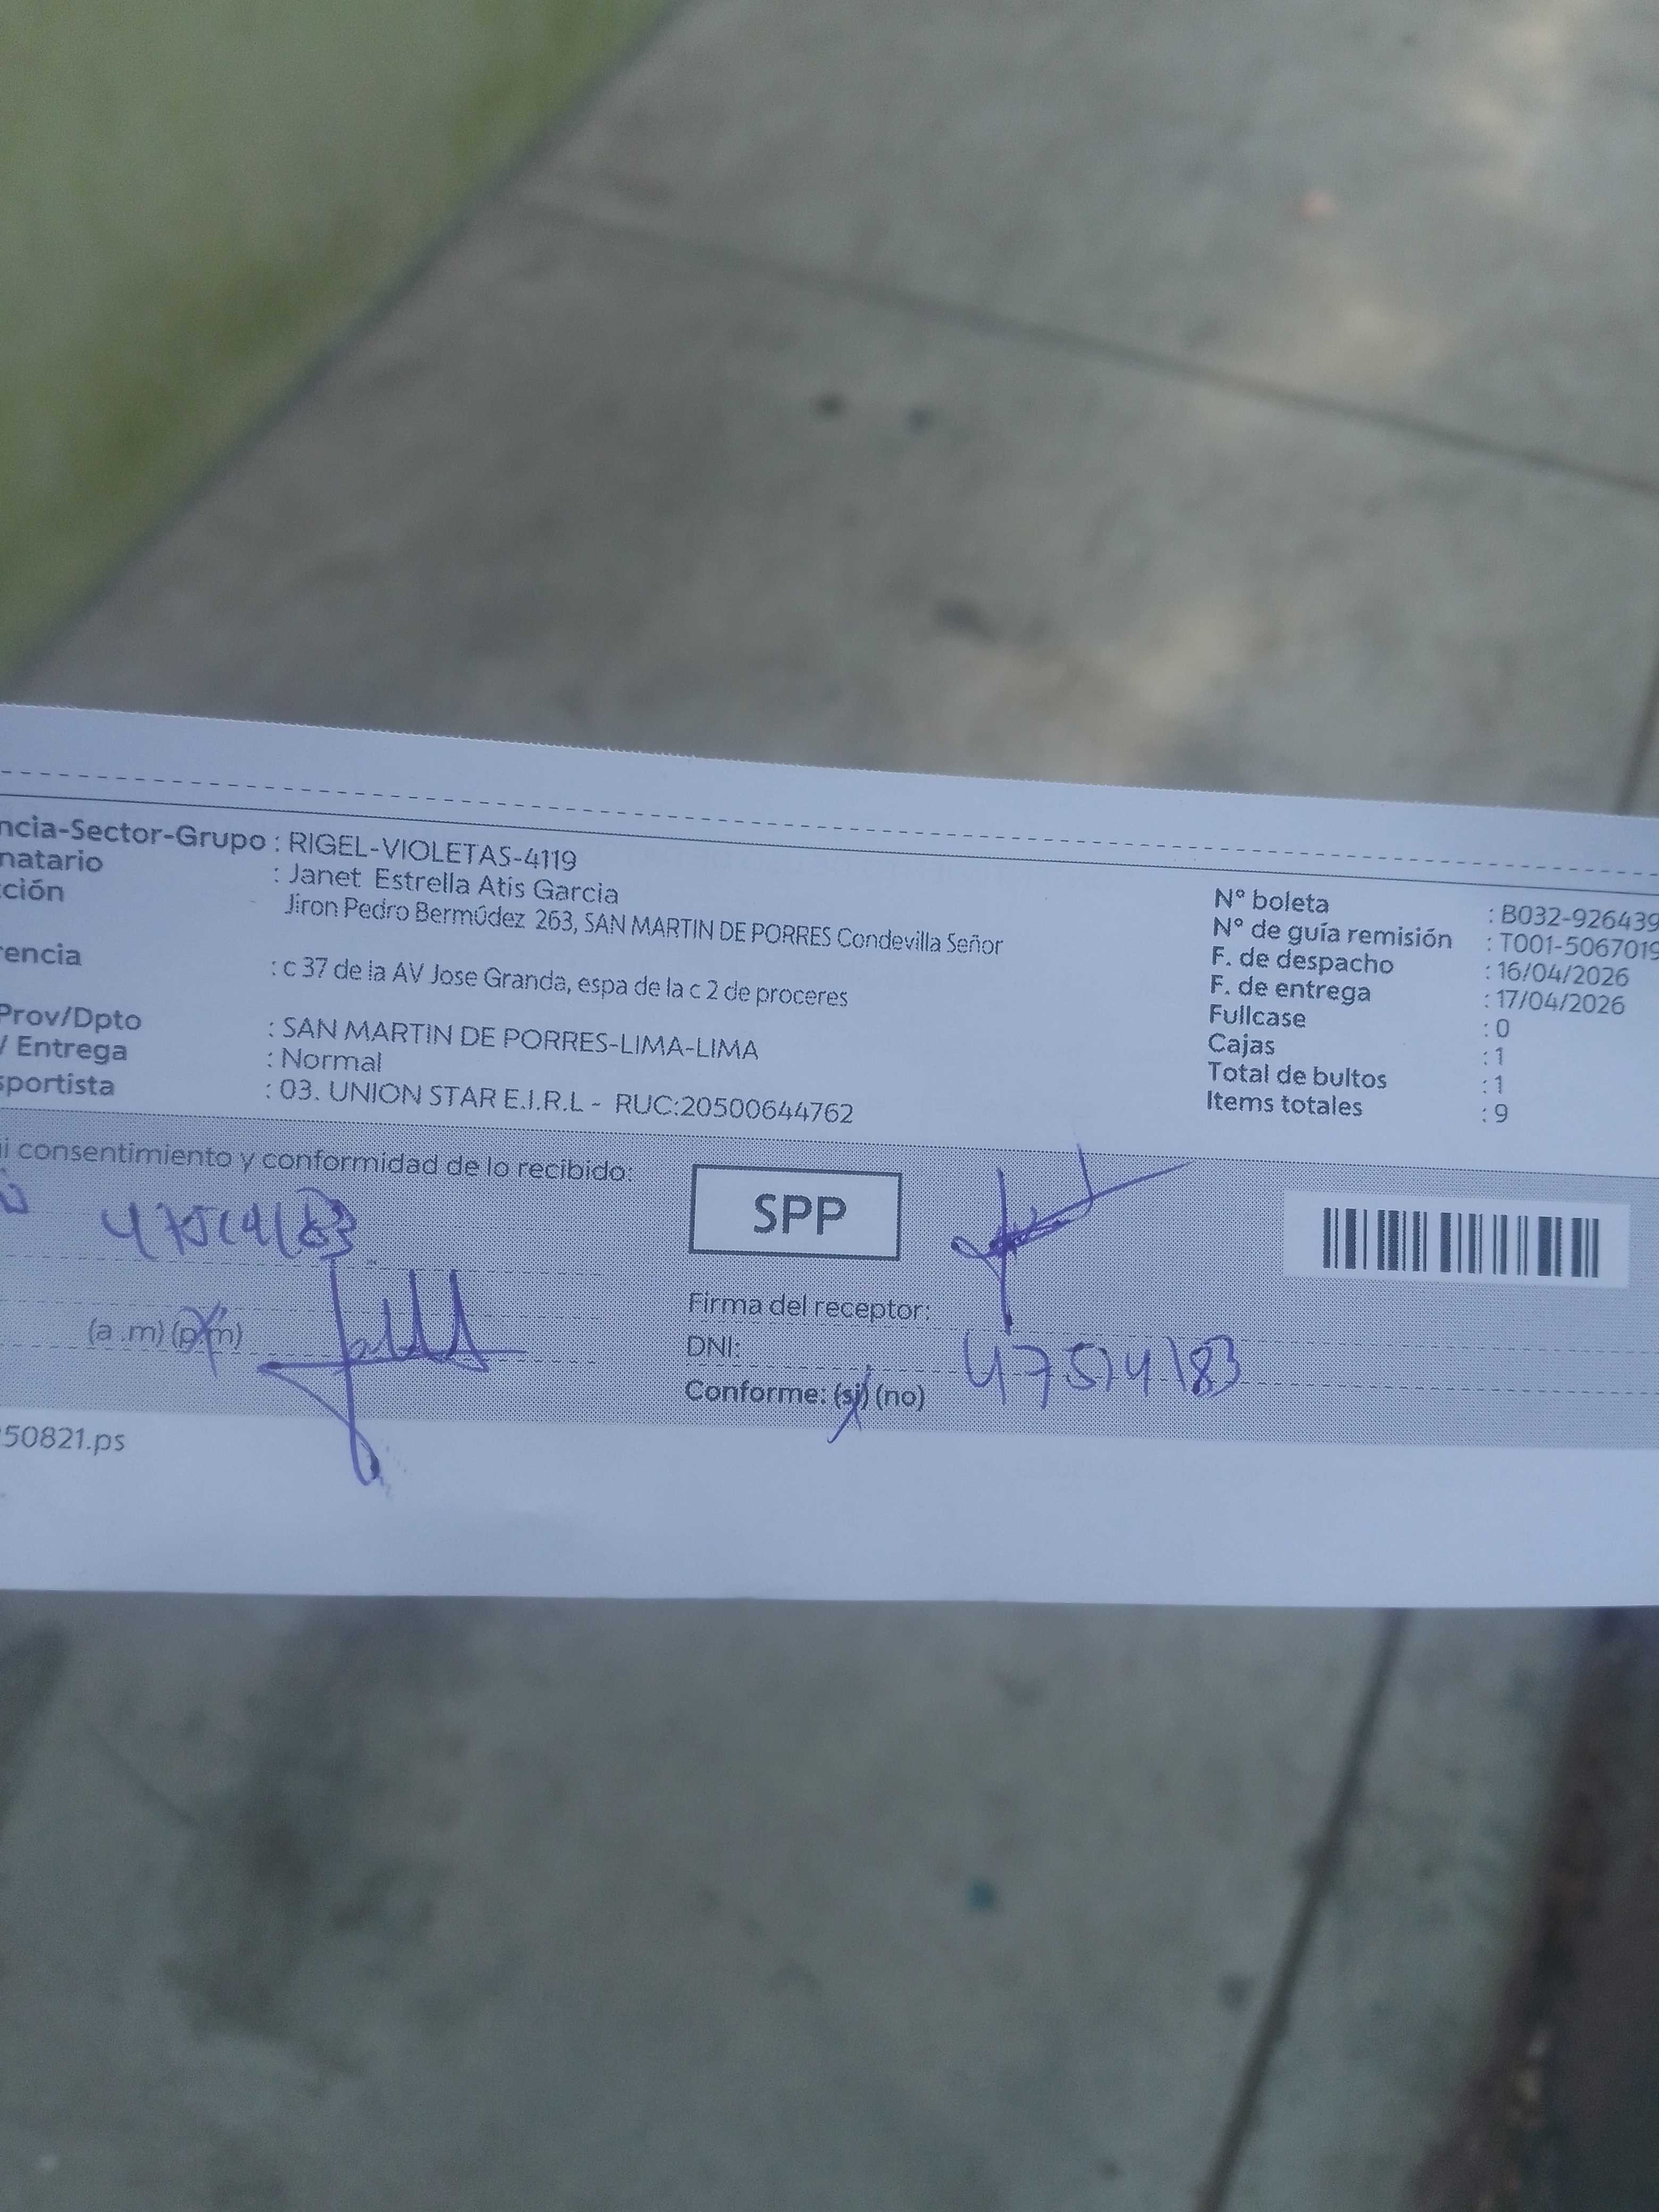 ncia-Sector-Grupo : RIGEL-VIOLETAS-4119
natario : Janet Estrella Atis Garcia
ción Jiron Pedro Bermúdez 263, SAN MARTIN DE PORRES Condevilla Señor
rencia : c 37 de la AV Jose Granda, espa de la c 2 de proceres
Prov/Dpto : SAN MARTIN DE PORRES-LIMA-LIMA
/ Entrega : Normal
sportista : 03. UNION STAR E.I.R.L - RUC:20500644762
Nº boleta : B032-926439
Nº de guía remisión : T001-5067019
F. de despacho : 16/04/2026
F. de entrega : 17/04/2026
Fullcase : 0
Cajas : 1
Total de bultos : 1
Items totales : 9
i consentimiento y conformidad de lo recibido:
47514183
(a .m) (p.m)
SPP
Firma del receptor:
DNI: 47514183
Conforme: (si) (no)
50821.ps